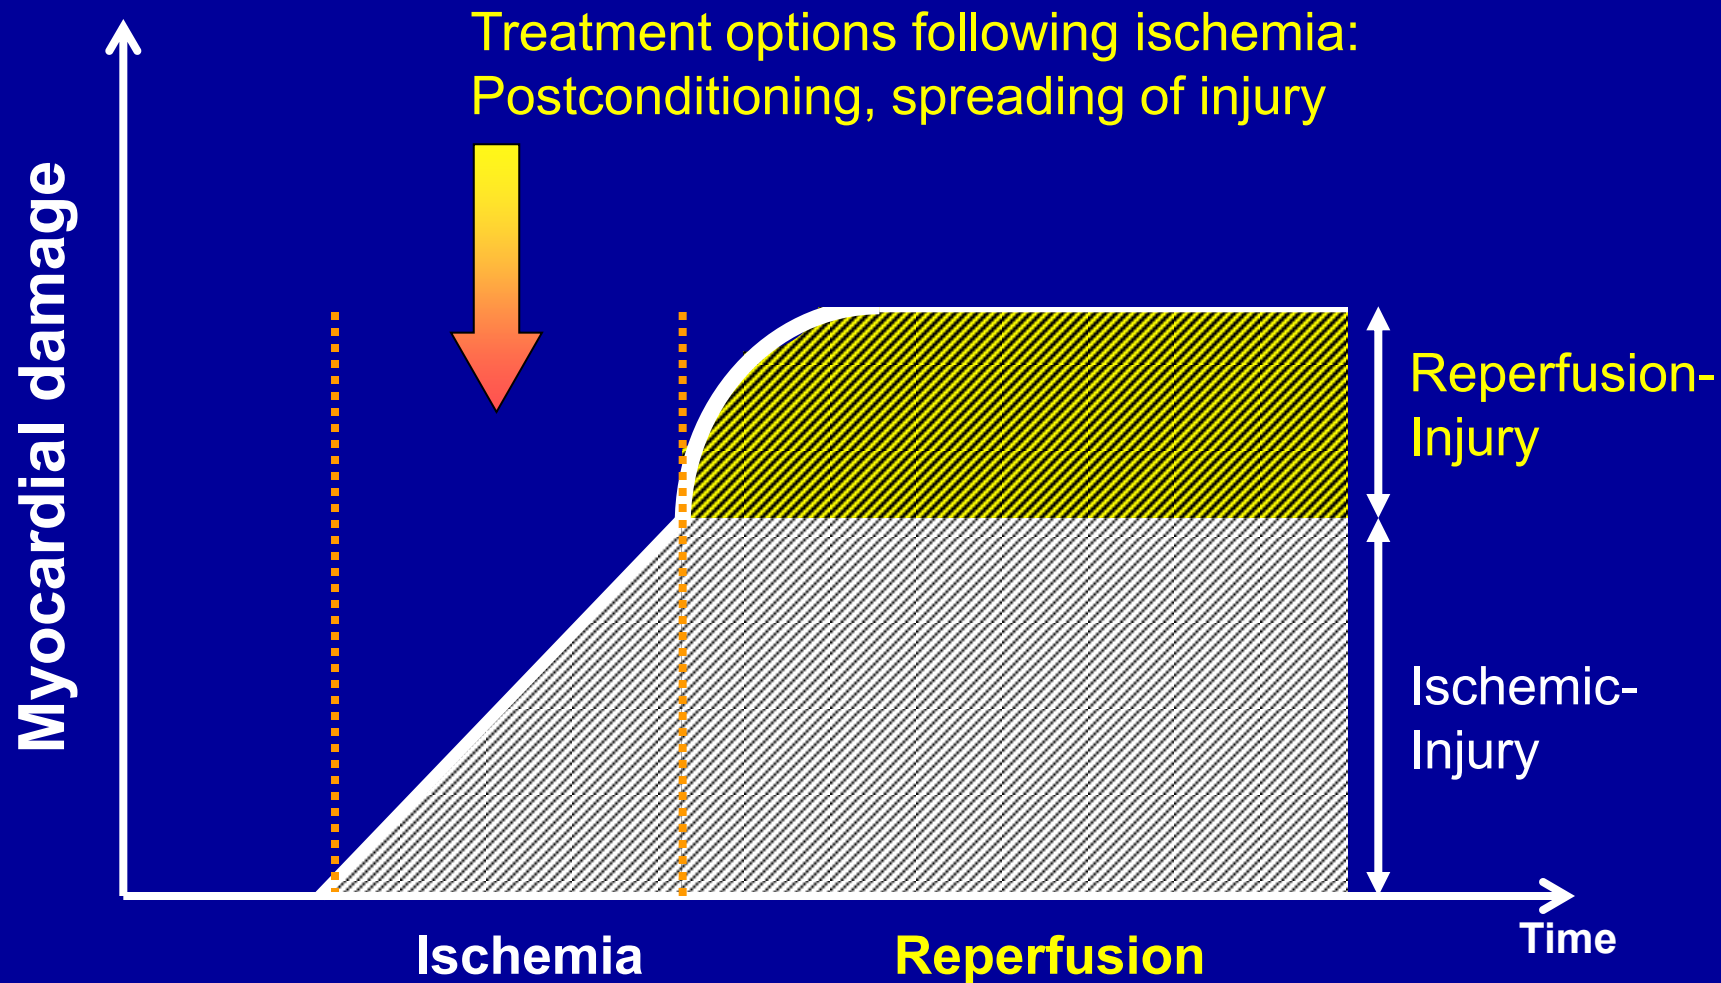 Treatment options following ischemia:
Postconditioning, spreading of injury
Myocardial damage
Reperfusion-
Injury
Ischemic-
Injury
Time
Ischemia
Reperfusion